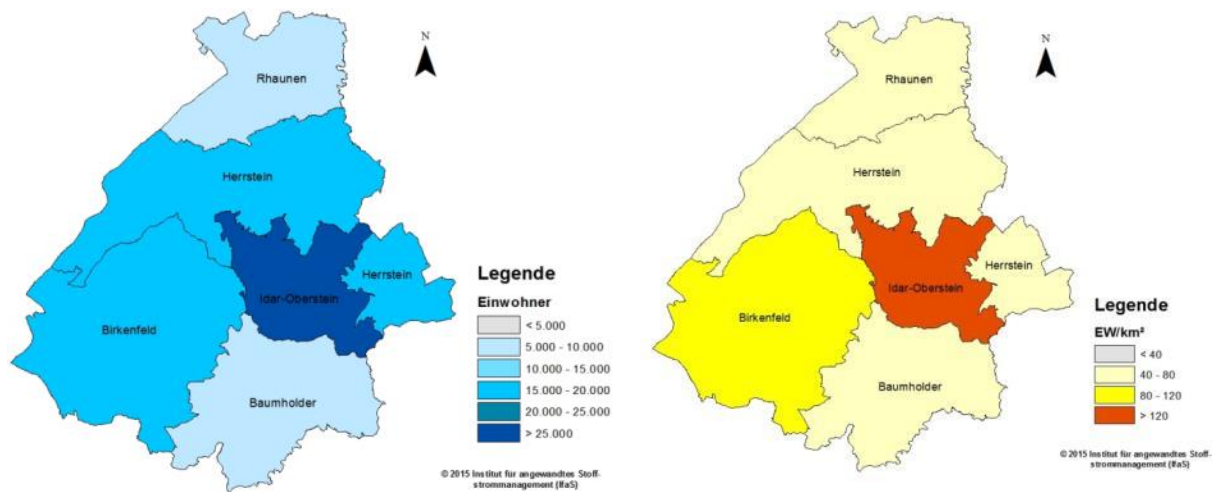 N
Rhaunen
Herrstein
Herrstein
Idar-Oberstein
Birkenfeld
Baumholder
Legende
Einwohner
< 5.000
5.000 - 10.000
10.000 - 15.000
15.000 - 20.000
20.000 - 25.000
> 25.000
© 2015 Institut für angewandtes Stoff-
strommanagement (IfaS)
N
Rhaunen
Herrstein
Herrstein
Idar-Oberstein
Birkenfeld
Baumholder
Legende
EW/km²
< 40
40 - 80
80 - 120
> 120
© 2015 Institut für angewandtes Stoff-
strommanagement (IfaS)